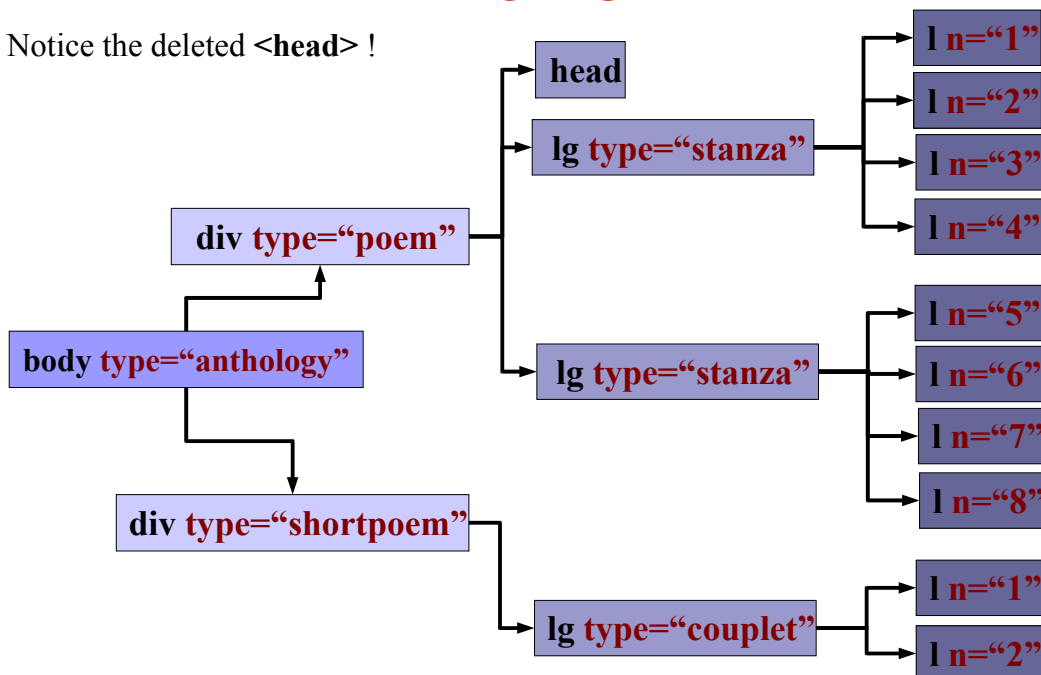 Notice the deleted <head> !
head
lg type=“stanza”
l n=“1”
l n=“2”
l n=“3”
l n=“4”
div type=“poem”
body type=“anthology”
lg type=“stanza”
l n=“5”
l n=“6”
l n=“7”
l n=“8”
div type=“shortpoem”
lg type=“couplet”
l n=“1”
l n=“2”